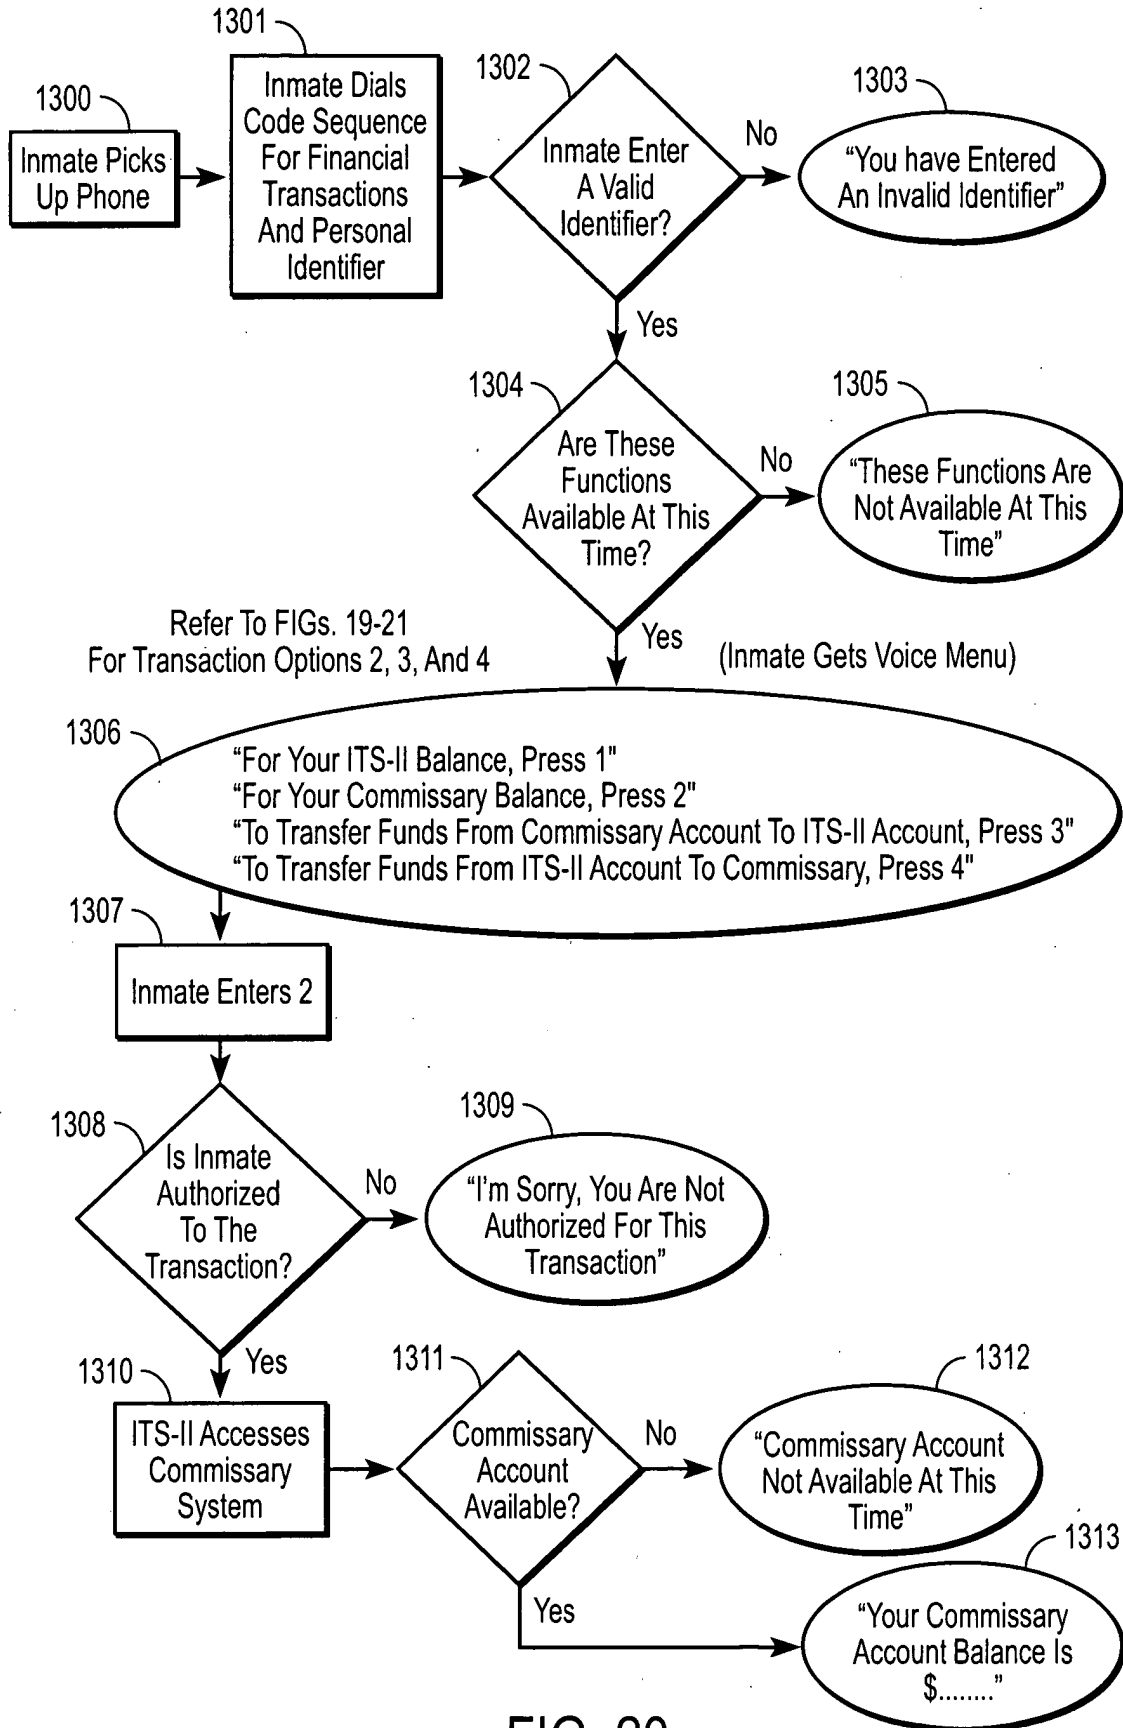 1300
Inmate Picks
Up Phone
1301
Inmate Dials
Code Sequence
For Financial
Transactions
And Personal
Identifier
1302
Inmate Enter
A Valid
Identifier?
No
1303
“You have Entered
An Invalid Identifier”
Yes
1304
Are These
Functions
Available At This
Time?
No
1305
“These Functions Are
Not Available At This
Time”
Yes
Refer To FIGs. 19-21
For Transaction Options 2, 3, And 4
(Inmate Gets Voice Menu)
1306
“For Your ITS-II Balance, Press 1"
“For Your Commissary Balance, Press 2"
“To Transfer Funds From Commissary Account To ITS-II Account, Press 3"
“To Transfer Funds From ITS-II Account To Commissary, Press 4"
1307
Inmate Enters 2
1308
Is Inmate
Authorized
To The
Transaction?
No
1309
“I’m Sorry, You Are Not
Authorized For This
Transaction”
Yes
1310
ITS-II Accesses
Commissary
System
1311
Commissary
Account
Available?
No
1312
“Commissary Account
Not Available At This
Time”
Yes
1313
“Your Commissary
Account Balance Is
$........”